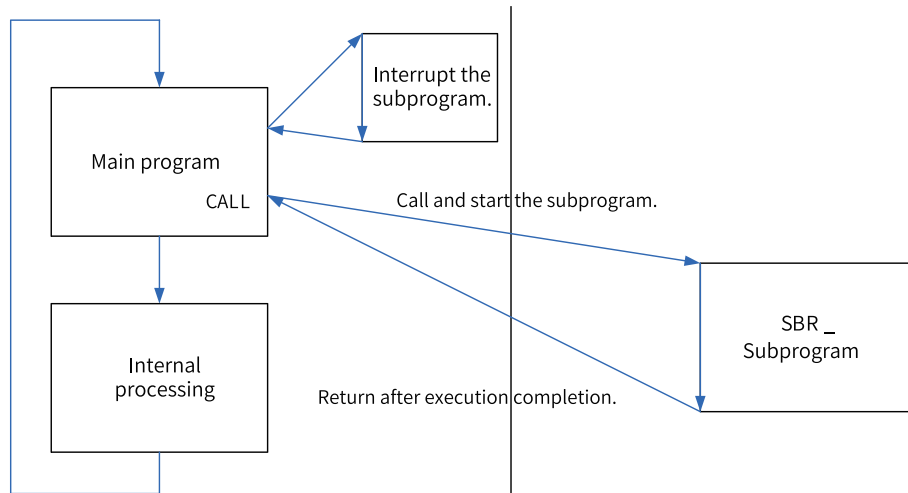 Interrupt the
subprogram.
Main program
CALL
Call and start the subprogram.
SBR _
Subprogram
Internal
processing
Return after execution completion.